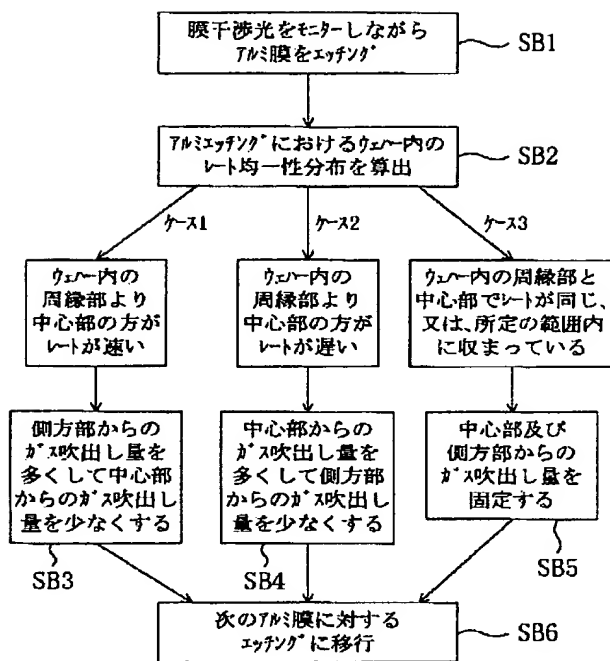 膜干渉光をモニターしながら
アルミ膜をエッチング
SB1
アルミエッチングにおけるウェハー内の
レート均一性分布を算出
SB2
ケース1
ケース2
ケース3
ウェハー内の
周縁部より
中心部の方が
レートが速い
ウェハー内の
周縁部より
中心部の方が
レートが遅い
ウェハー内の周縁部と
中心部でレートが同じ、
又は、所定の範囲内
に収まっている
側方部からの
ガス吹出し量を
多くして中心部
からのガス吹出し
量を少なくする
中心部からの
ガス吹出し量を
多くして側方部
からのガス吹出し
量を少なくする
中心部及び
側方部からの
ガス吹出し量を
固定する
SB3
SB4
SB5
次のアルミ膜に対する
エッチングに移行
SB6